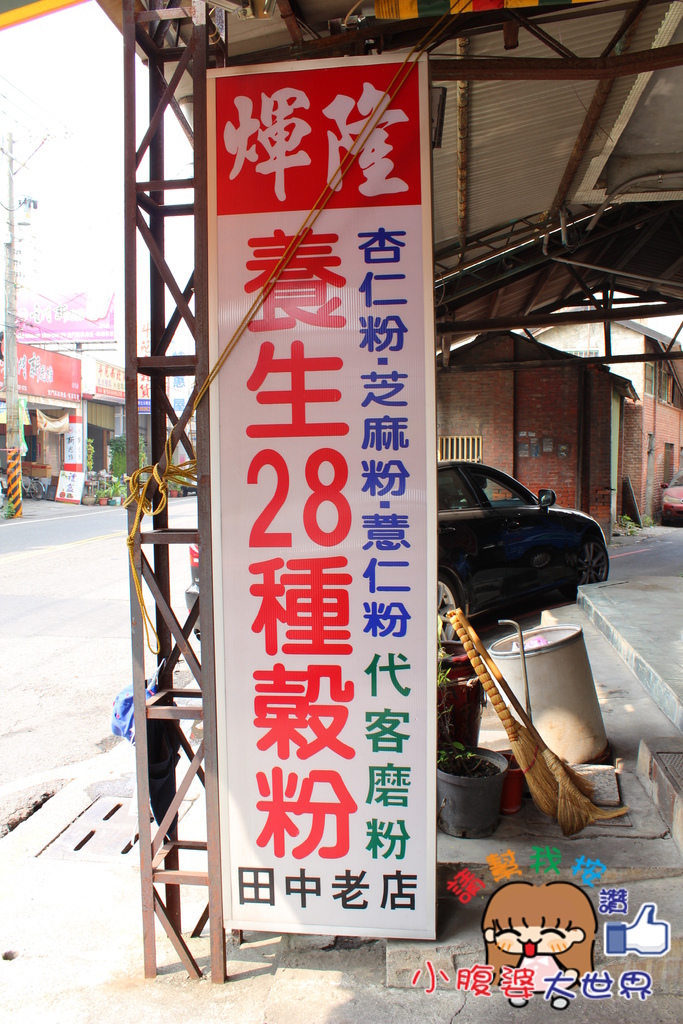 煇隆
杏仁粉·芝麻粉·薏仁粉 代客磨粉
養生28種穀粉
田中老店
請幫我按
讚
小腹婆大世界